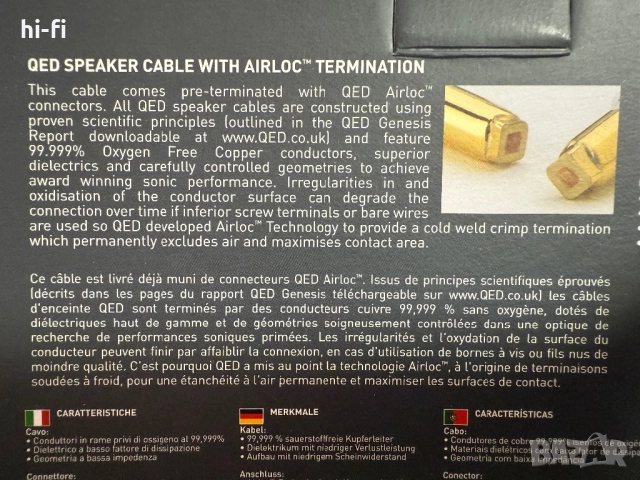 hi-fi
QED SPEAKER CABLE WITH AIRLOC™ TERMINATION
This cable comes pre-terminated with QED Airloc™
connectors. All QED speaker cables are constructed using
proven scientific principles (outlined in the QED Genesis
Report downloadable at www.QED.co.uk) and feature
99.999% Oxygen Free Copper conductors, superior
dielectrics and carefully controlled geometries to achieve
award winning sonic performance. Irregularities in and
oxidisation of the conductor surface can degrade the
connection over time if inferior screw terminals or bare wires
are used so QED developed Airloc™ Technology to provide a cold weld crimp termination
which permanently excludes air and maximises contact area.
Ce câble est livré déjà muni de connecteurs QED Airloc™. Issus de principes scientifiques éprouvés
(décrits dans les pages du rapport QED Genesis téléchargeable sur www.QED.co.uk) les câbles
d'enceinte QED sont terminés par des conducteurs cuivre 99,999 % sans oxygène, dotés de
diélectriques haut de gamme et de géométries soigneusement contrôlées dans une optique de
recherche de performances soniques primées. Les irrégularités et l'oxydation de la surface du
conducteur peuvent finir par affaiblir la connexion, en cas d'utilisation de bornes à vis ou fils nus de
moindre qualité. C'est pourquoi QED a mis au point la technologie Airloc™, à l'origine de terminaisons
soudées à froid, pour une étanchéité à l'air permanente et maximiser les surfaces de contact.
CARATTERISTICHE
Cavo:
• Conduttori in rame privi di ossigeno al 99,999%
• Dielettrico a basso fattore di dissipazione
• Geometria a bassa impedenza
Connettore:
MERKMALE
Kabel:
• 99,999 % sauerstofffreie Kupferleiter
• Dielektrikum mit niedriger Verlustleistung
• Aufbau mit niedrigem Scheinwiderstand
Anschluss:
CARACTERÍSTICAS
Cabo:
• Condutores de cobre 99,999% isentos de oxigé
• Materiais dielétricos com baixo fator de dissipa
• Geometria com baixa
Conector:
BAZAR